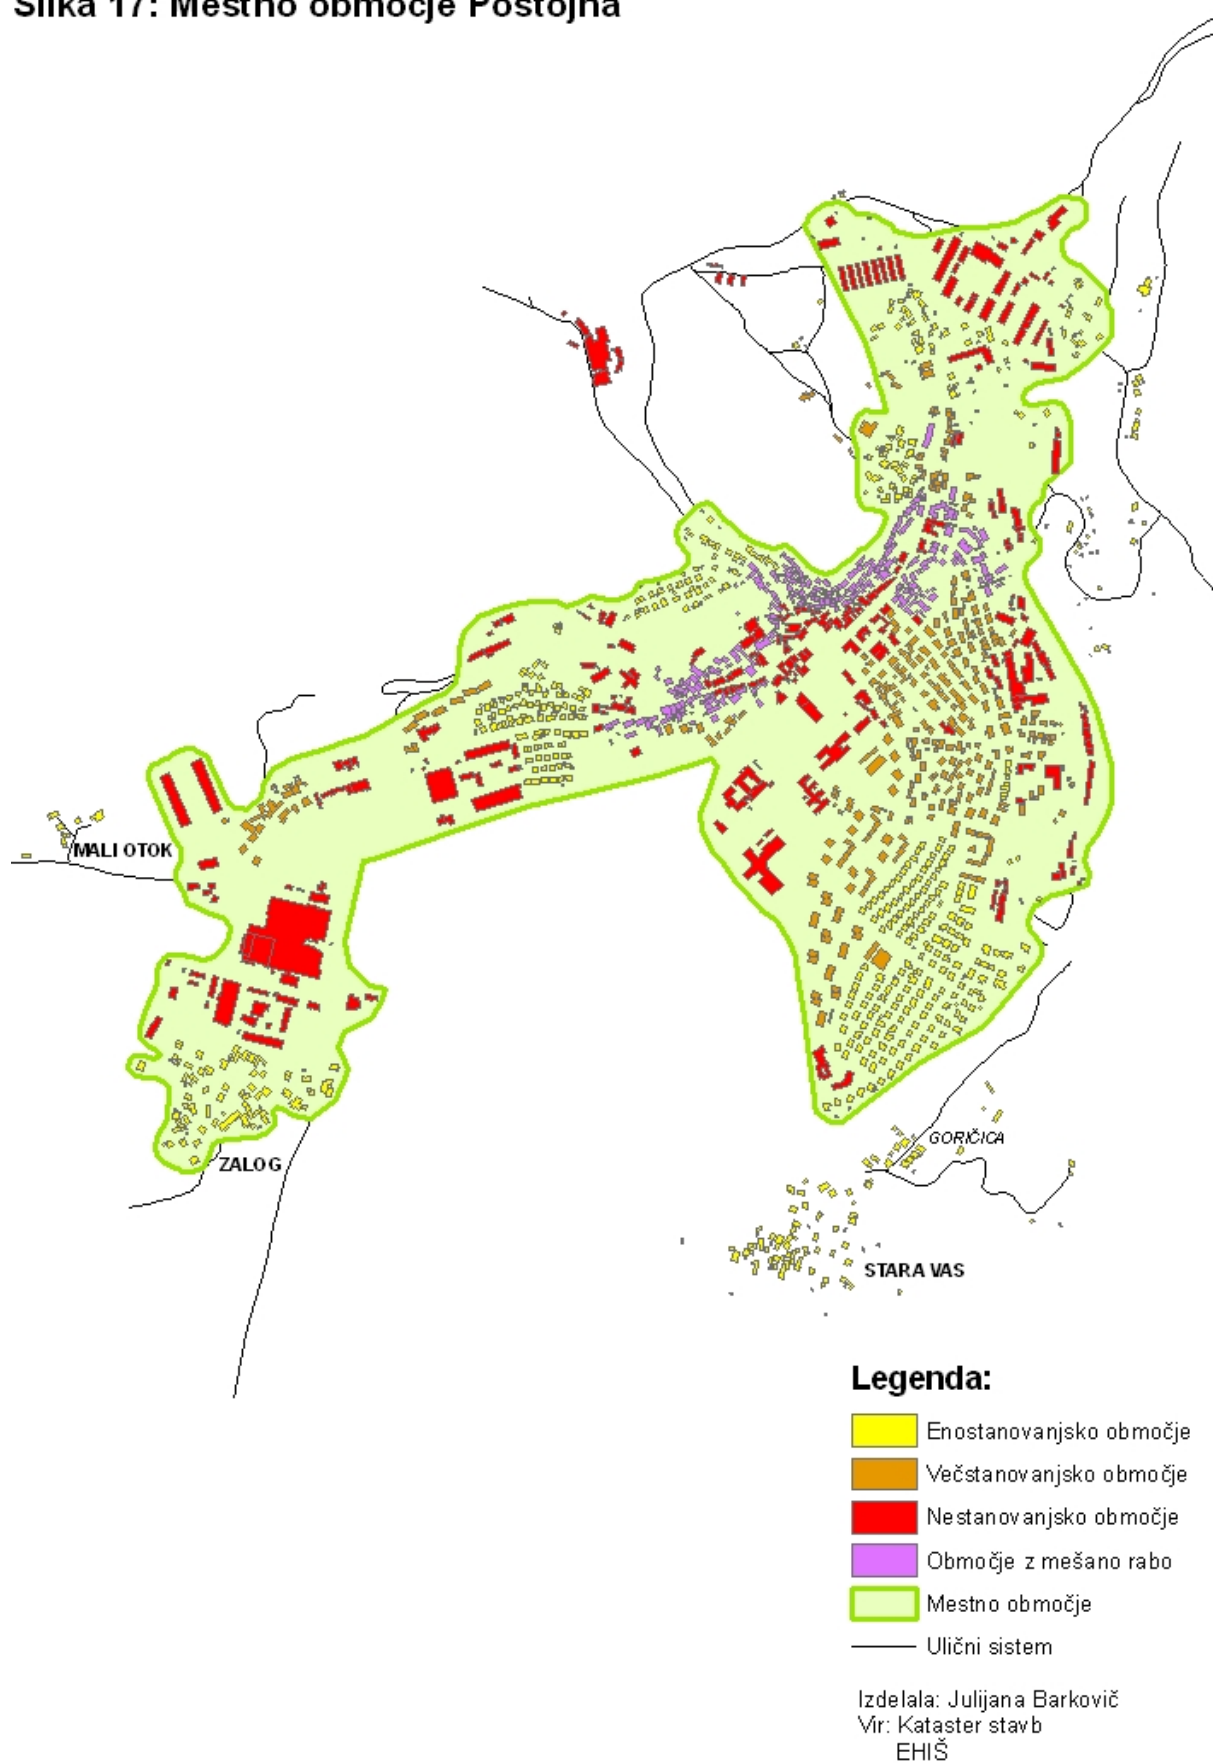 Slika 17: Mestno območje Postojna
MALI OTOK
ZALOG
GORIČICA
STARA VAS
Legenda:
Enostanovanjsko območje
Večstanovanjsko območje
Nestanovanjsko območje
Območje z mešano rabo
Mestno območje
Ulični sistem
Izdelala: Julijana Barkovič
Vir: Kataster stavb
EHIŠ